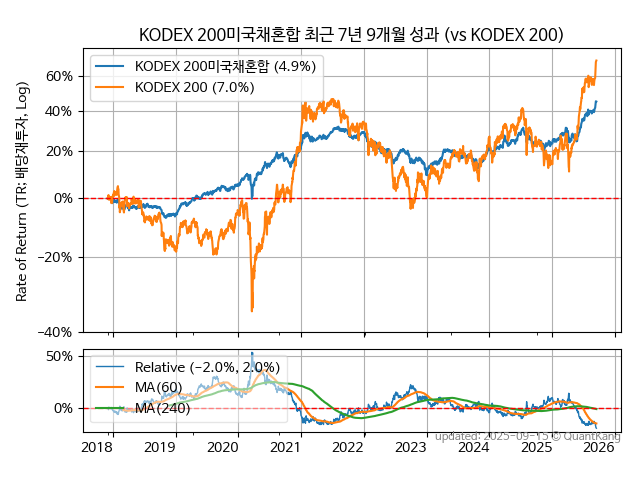 KODEX 200미국채혼합 최근 7년 9개월 성과 (vs KODEX 200)
Rate of Return (TR: 배당재투자, Log)
KODEX 200미국채혼합 (4.9%)
KODEX 200 (7.0%)
60%
40%
20%
0%
−20%
−40%
Relative (−2.0%, 2.0%)
MA(60)
MA(240)
50%
0%
updated: 2025-09-15 © QuantKang
2018 2019 2020 2021 2022 2023 2024 2025 2026